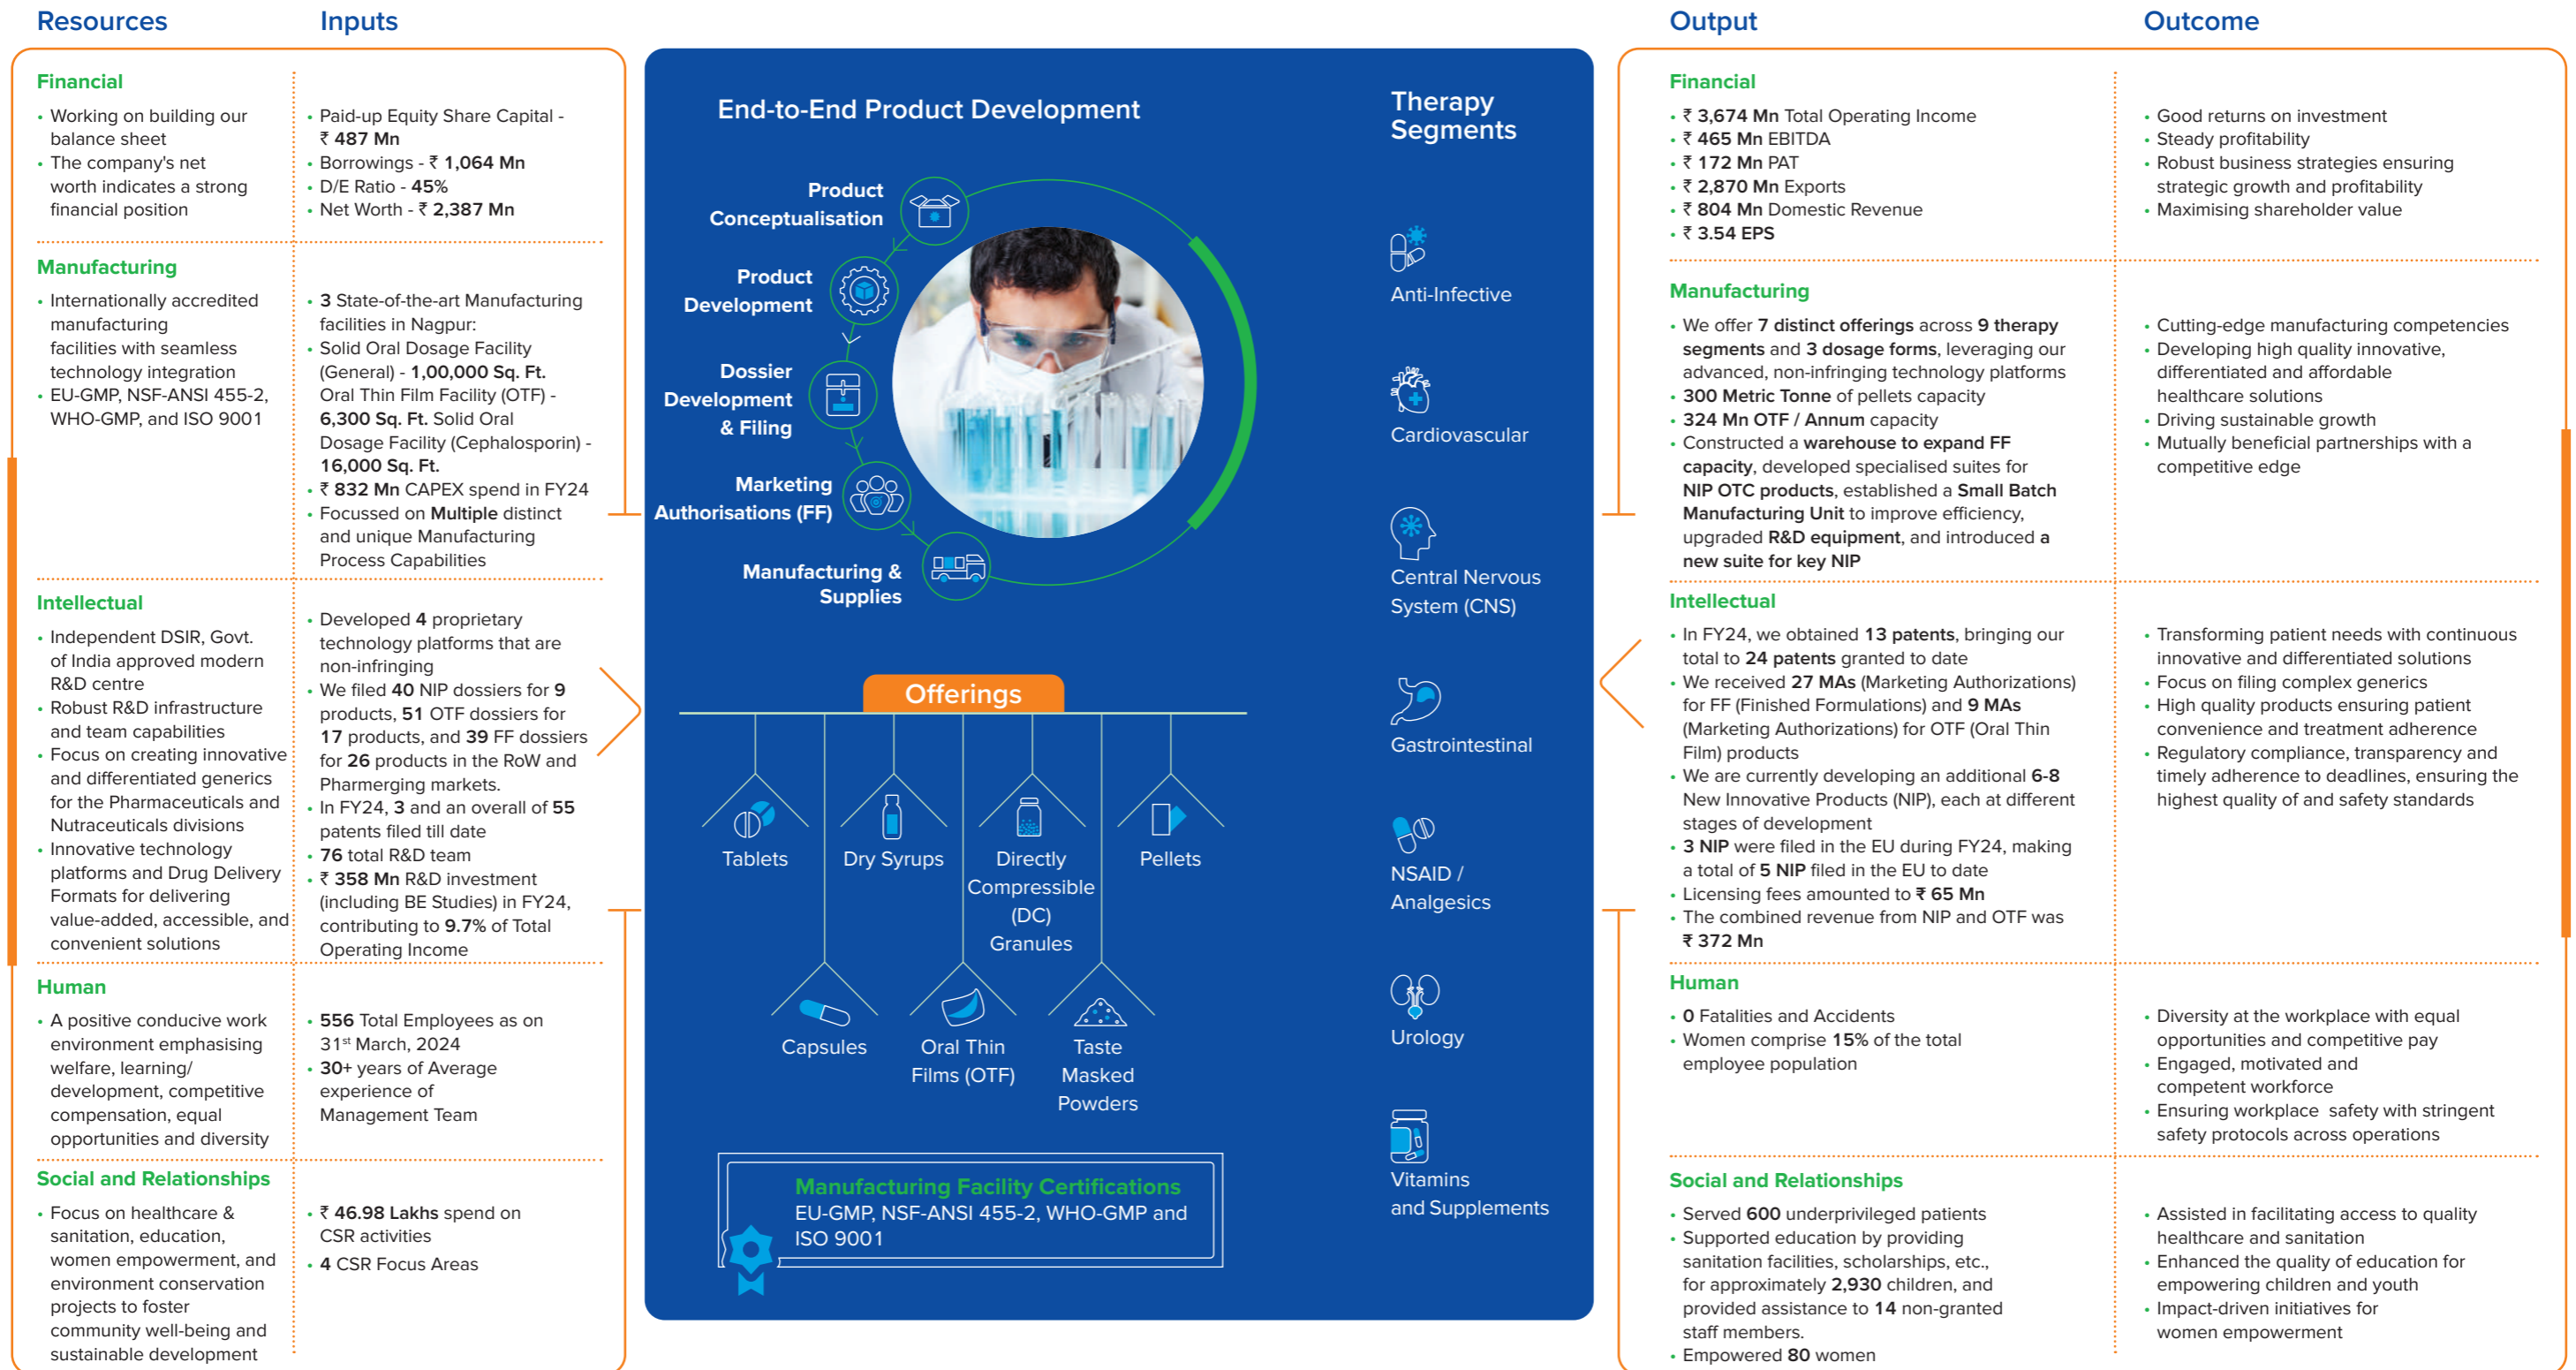 Resources
Inputs
Financial
• Working on building our
balance sheet
• The company's net
worth indicates a strong
financial position
• Paid-up Equity Share Capital -
₹ 487 Mn
• Borrowings - ₹ 1,064 Mn
• D/E Ratio - 45%
• Net Worth - ₹ 2,387 Mn
Manufacturing
• Internationally accredited
manufacturing
facilities with seamless
technology integration
• EU-GMP, NSF-ANSI 455-2,
WHO-GMP, and ISO 9001
• 3 State-of-the-art Manufacturing
facilities in Nagpur:
• Solid Oral Dosage Facility
(General) - 1,00,000 Sq. Ft.
Oral Thin Film Facility (OTF) -
6,300 Sq. Ft. Solid Oral
Dosage Facility (Cephalosporin) -
16,000 Sq. Ft.
• ₹ 832 Mn CAPEX spend in FY24
• Focussed on Multiple distinct
and unique Manufacturing
Process Capabilities
Intellectual
• Independent DSIR, Govt.
of India approved modern
R&D centre
• Robust R&D infrastructure
and team capabilities
• Focus on creating innovative
and differentiated generics
for the Pharmaceuticals and
Nutraceuticals divisions
• Innovative technology
platforms and Drug Delivery
Formats for delivering
value-added, accessible, and
convenient solutions
• Developed 4 proprietary
technology platforms that are
non-infringing
• We filed 40 NIP dossiers for 9
products, 51 OTF dossiers for
17 products, and 39 FF dossiers
for 26 products in the RoW and
Pharmerging markets.
• In FY24, 3 and an overall of 55
patents filed till date
• 76 total R&D team
• ₹ 358 Mn R&D investment
(including BE Studies) in FY24,
contributing to 9.7% of Total
Operating Income
Human
• A positive conducive work
environment emphasising
welfare, learning/
development, competitive
compensation, equal
opportunities and diversity
• 556 Total Employees as on
31st March, 2024
• 30+ years of Average
experience of
Management Team
Social and Relationships
• Focus on healthcare &
sanitation, education,
women empowerment, and
environment conservation
projects to foster
community well-being and
sustainable development
• ₹ 46.98 Lakhs spend on
CSR activities
• 4 CSR Focus Areas
End-to-End Product Development
Product
Conceptualisation
Product
Development
Dossier
Development
& Filing
Marketing
Authorisations (FF)
Manufacturing &
Supplies
Offerings
Tablets
Dry Syrups
Directly
Compressible
(DC)
Granules
Pellets
Capsules
Oral Thin
Films (OTF)
Taste
Masked
Powders
Manufacturing Facility Certifications
EU-GMP, NSF-ANSI 455-2, WHO-GMP and
ISO 9001
Therapy
Segments
Anti-Infective
Cardiovascular
Central Nervous
System (CNS)
Gastrointestinal
NSAID /
Analgesics
Urology
Vitamins
and Supplements
Output
Outcome
Financial
• ₹ 3,674 Mn Total Operating Income
• ₹ 465 Mn EBITDA
• ₹ 172 Mn PAT
• ₹ 2,870 Mn Exports
• ₹ 804 Mn Domestic Revenue
• ₹ 3.54 EPS
• Good returns on investment
• Steady profitability
• Robust business strategies ensuring
strategic growth and profitability
• Maximising shareholder value
Manufacturing
• We offer 7 distinct offerings across 9 therapy
segments and 3 dosage forms, leveraging our
advanced, non-infringing technology platforms
• 300 Metric Tonne of pellets capacity
• 324 Mn OTF / Annum capacity
• Constructed a warehouse to expand FF
capacity, developed specialised suites for
NIP OTC products, established a Small Batch
Manufacturing Unit to improve efficiency,
upgraded R&D equipment, and introduced a
new suite for key NIP
• Cutting-edge manufacturing competencies
• Developing high quality innovative,
differentiated and affordable
healthcare solutions
• Driving sustainable growth
• Mutually beneficial partnerships with a
competitive edge
Intellectual
• In FY24, we obtained 13 patents, bringing our
total to 24 patents granted to date
• We received 27 MAs (Marketing Authorizations)
for FF (Finished Formulations) and 9 MAs
(Marketing Authorizations) for OTF (Oral Thin
Film) products
• We are currently developing an additional 6-8
New Innovative Products (NIP), each at different
stages of development
• 3 NIP were filed in the EU during FY24, making
a total of 5 NIP filed in the EU to date
• Licensing fees amounted to ₹ 65 Mn
• The combined revenue from NIP and OTF was
₹ 372 Mn
• Transforming patient needs with continuous
innovative and differentiated solutions
• Focus on filing complex generics
• High quality products ensuring patient
convenience and treatment adherence
• Regulatory compliance, transparency and
timely adherence to deadlines, ensuring the
highest quality of and safety standards
Human
• 0 Fatalities and Accidents
• Women comprise 15% of the total
employee population
• Diversity at the workplace with equal
opportunities and competitive pay
• Engaged, motivated and
competent workforce
• Ensuring workplace safety with stringent
safety protocols across operations
Social and Relationships
• Served 600 underprivileged patients
• Supported education by providing
sanitation facilities, scholarships, etc.,
for approximately 2,930 children, and
provided assistance to 14 non-granted
staff members.
• Empowered 80 women
• Assisted in facilitating access to quality
healthcare and sanitation
• Enhanced the quality of education for
empowering children and youth
• Impact-driven initiatives for
women empowerment